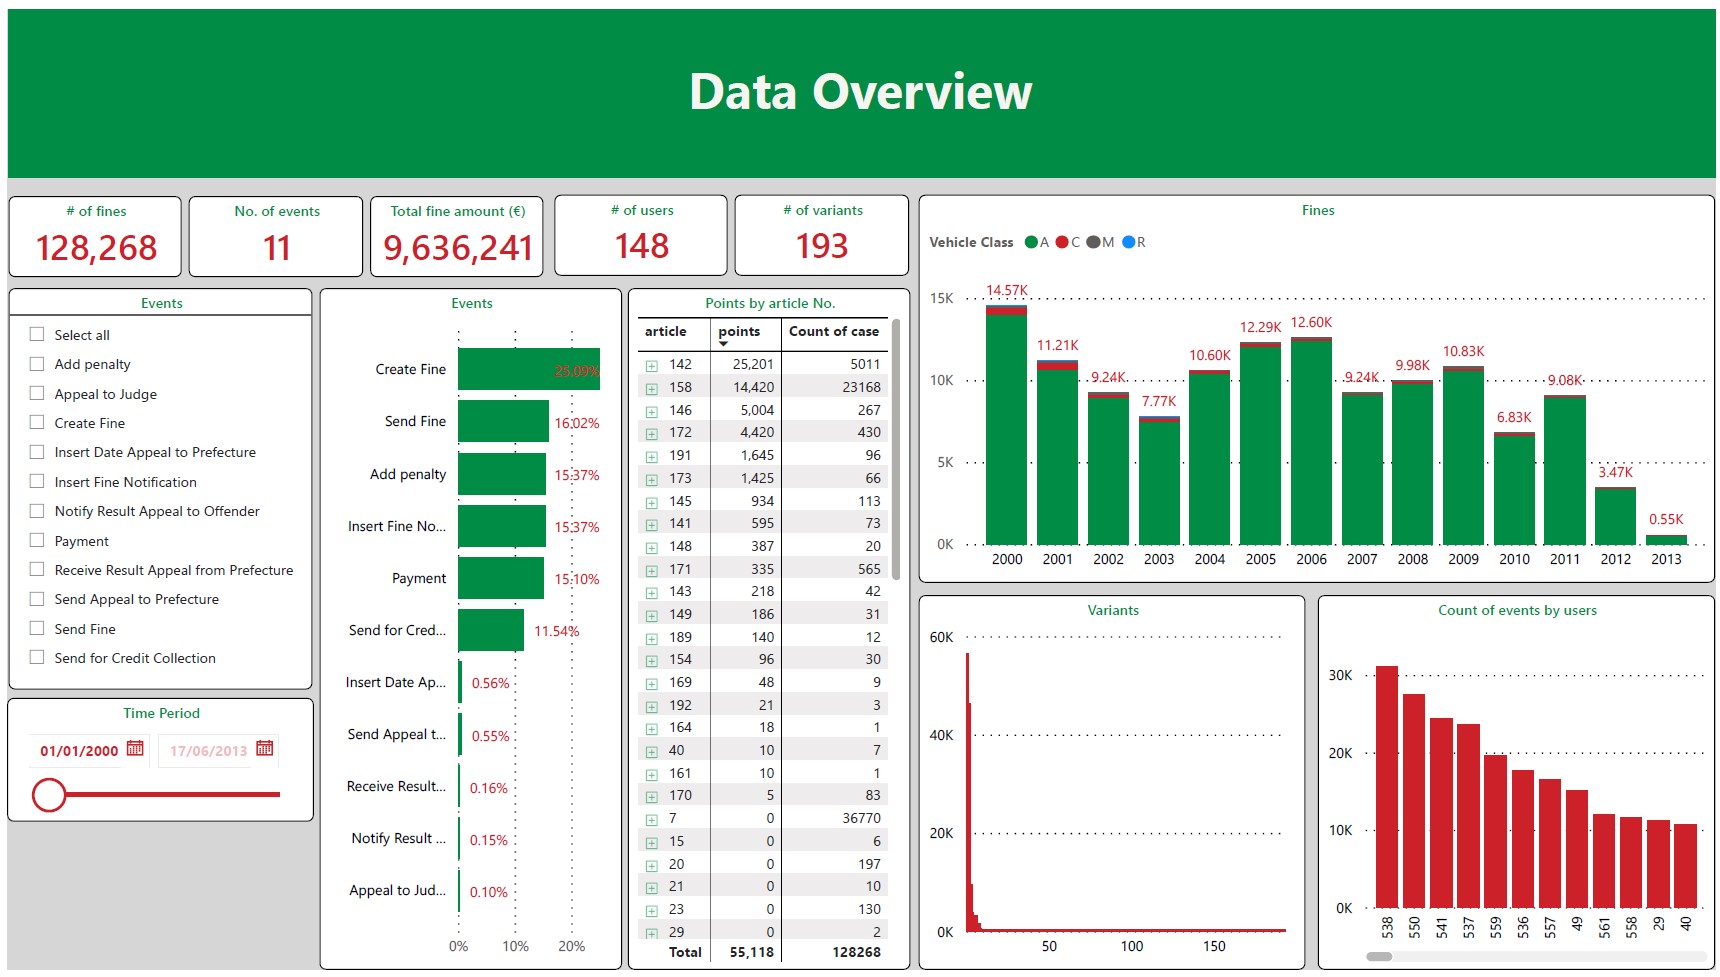 Data Overview
# of fines
128,268
No. of events
11
Total fine amount (€)
9,636,241
# of users
148
# of variants
193
Events
Select all
Add penalty
Appeal to Judge
Create Fine
Insert Date Appeal to Prefecture
Insert Fine Notification
Notify Result Appeal to Offender
Payment
Receive Result Appeal from Prefecture
Send Appeal to Prefecture
Send Fine
Send for Credit Collection
Time Period
01/01/2000 17/06/2013
Events
Create Fine 25.09%
Send Fine 16.02%
Add penalty 15.37%
Insert Fine No... 15.37%
Payment 15.10%
Send for Cred... 11.54%
Insert Date Ap... 0.56%
Send Appeal t... 0.55%
Receive Result... 0.16%
Notify Result ... 0.15%
Appeal to Jud... 0.10%
0% 10% 20%
Points by article No.
article points Count of case
142 25,201 5011
158 14,420 23168
146 5,004 267
172 4,420 430
191 1,645 96
173 1,425 66
145 934 113
141 595 73
148 387 20
171 335 565
143 218 42
149 186 31
189 140 12
154 96 30
169 48 9
192 21 3
164 18 1
40 10 7
161 10 1
170 5 83
7 0 36770
15 0 6
20 0 197
21 0 10
23 0 130
29 0 2
Total 55,118 128268
Fines
Vehicle Class A C M R
15K
10K
5K
0K
14.57K 11.21K 9.24K 7.77K 10.60K 12.29K 12.60K 9.24K 9.98K 10.83K 6.83K 9.08K 3.47K 0.55K
2000 2001 2002 2003 2004 2005 2006 2007 2008 2009 2010 2011 2012 2013
Variants
60K
40K
20K
0K
50 100 150
Count of events by users
30K
20K
10K
0K
538 550 541 537 559 536 557 49 561 558 29 40